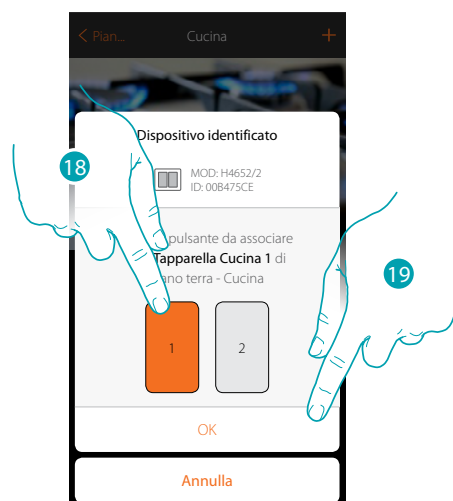 < Pian...
Cucina
+
Dispositivo identificato
18
MOD: H4652/2
ID: 00B475CE
pulsante da associare
Tapparella Cucina 1 di
ano terra - Cucina
19
1
2
OK
Annulla